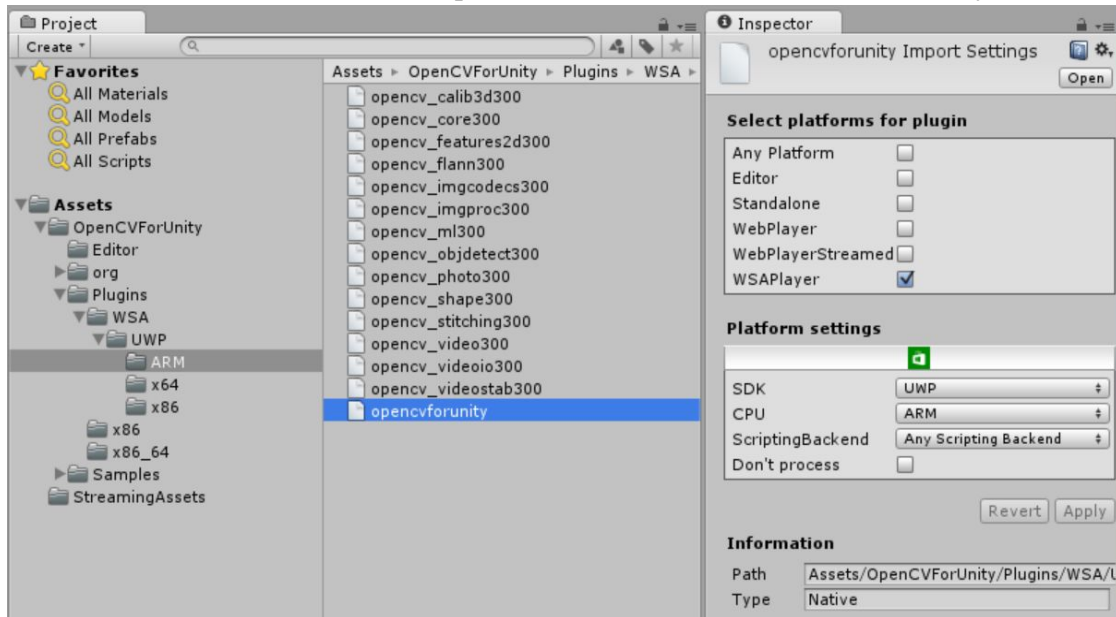 Project
Create
Favorites
All Materials
All Models
All Prefabs
All Scripts
Assets
OpenCVForUnity
Editor
org
Plugins
WSA
UWP
ARM
x64
x86
x86
x86_64
Samples
StreamingAssets
Assets ▸ OpenCVForUnity ▸ Plugins ▸ WSA ▸
opencv_calib3d300
opencv_core300
opencv_features2d300
opencv_flann300
opencv_imgcodecs300
opencv_imgproc300
opencv_ml300
opencv_objdetect300
opencv_photo300
opencv_shape300
opencv_stitching300
opencv_video300
opencv_videoio300
opencv_videostab300
opencvforunity
Inspector
opencvforunity Import Settings
Open
Select platforms for plugin
Any Platform
Editor
Standalone
WebPlayer
WebPlayerStreamed
WSAPlayer
Platform settings
SDK UWP
CPU ARM
ScriptingBackend Any Scripting Backend
Don't process
Revert Apply
Information
Path Assets/OpenCVForUnity/Plugins/WSA/
Type Native